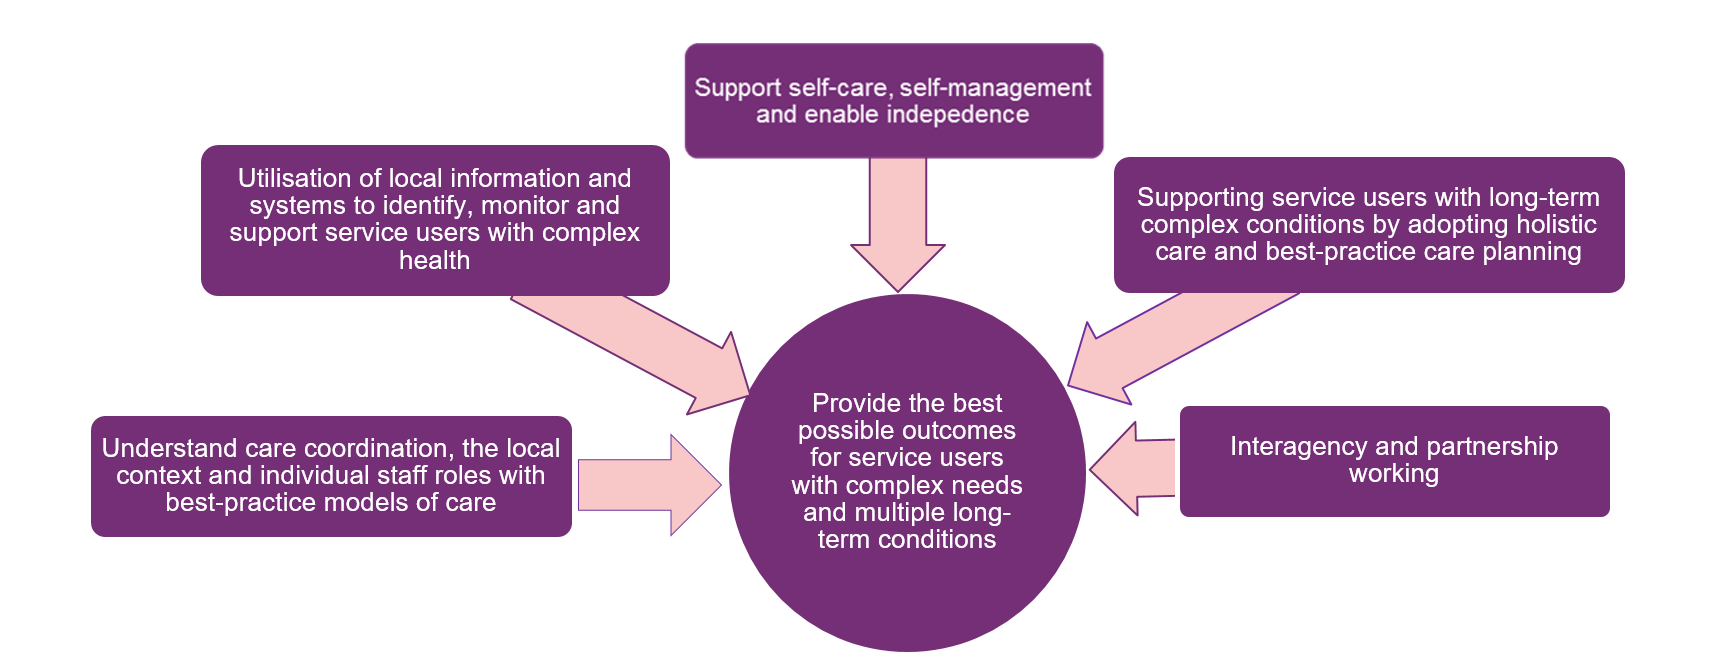 Support self-care, self-management
and enable indepedence
Utilisation of local information and
systems to identify, monitor and
support service users with complex
health
Supporting service users with long-term
complex conditions by adopting holistic
care and best-practice care planning
Understand care coordination, the local
context and individual staff roles with
best-practice models of care
Provide the best
possible outcomes
for service users
with complex needs
and multiple long-
term conditions
Interagency and partnership
working